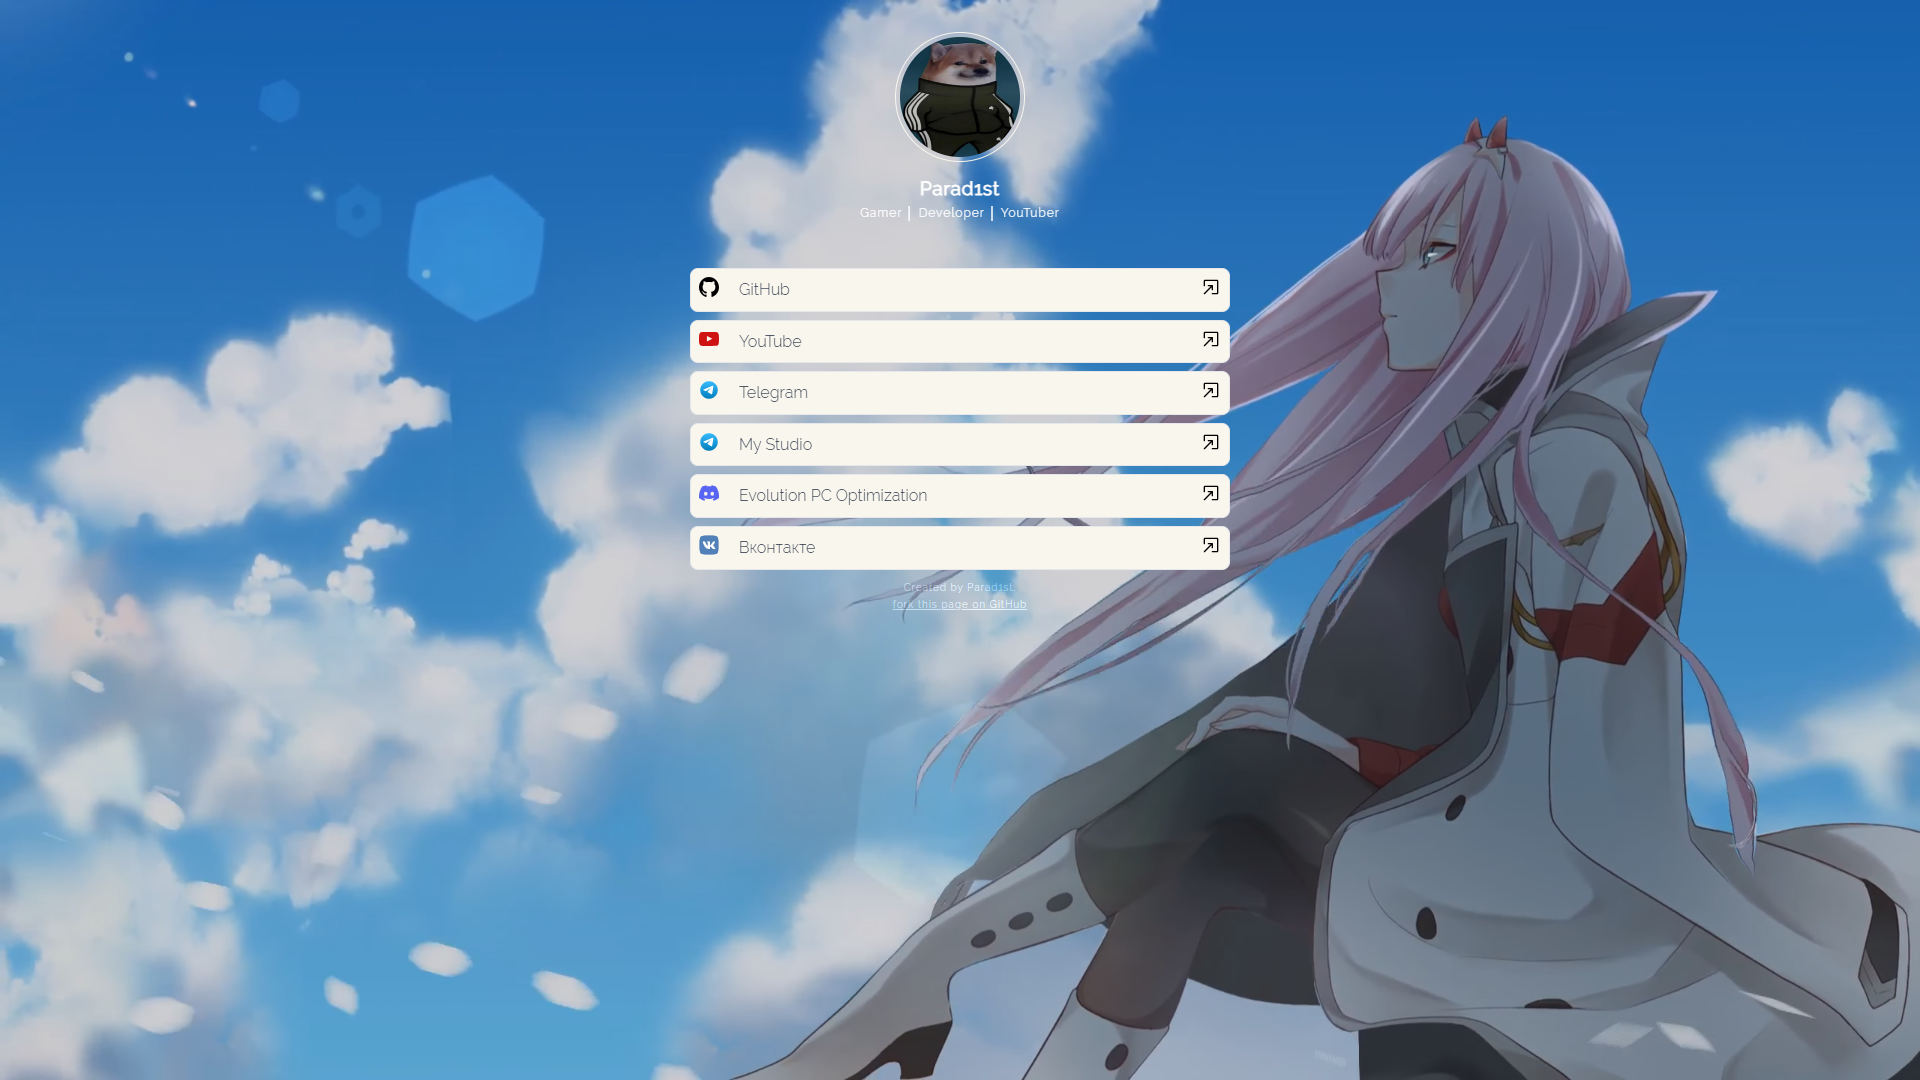 Parad1st
Gamer | Developer | YouTuber
GitHub
YouTube
Telegram
My Studio
Evolution PC Optimization
Вконтакте
Created by Parad1st.
fork this page on GitHub